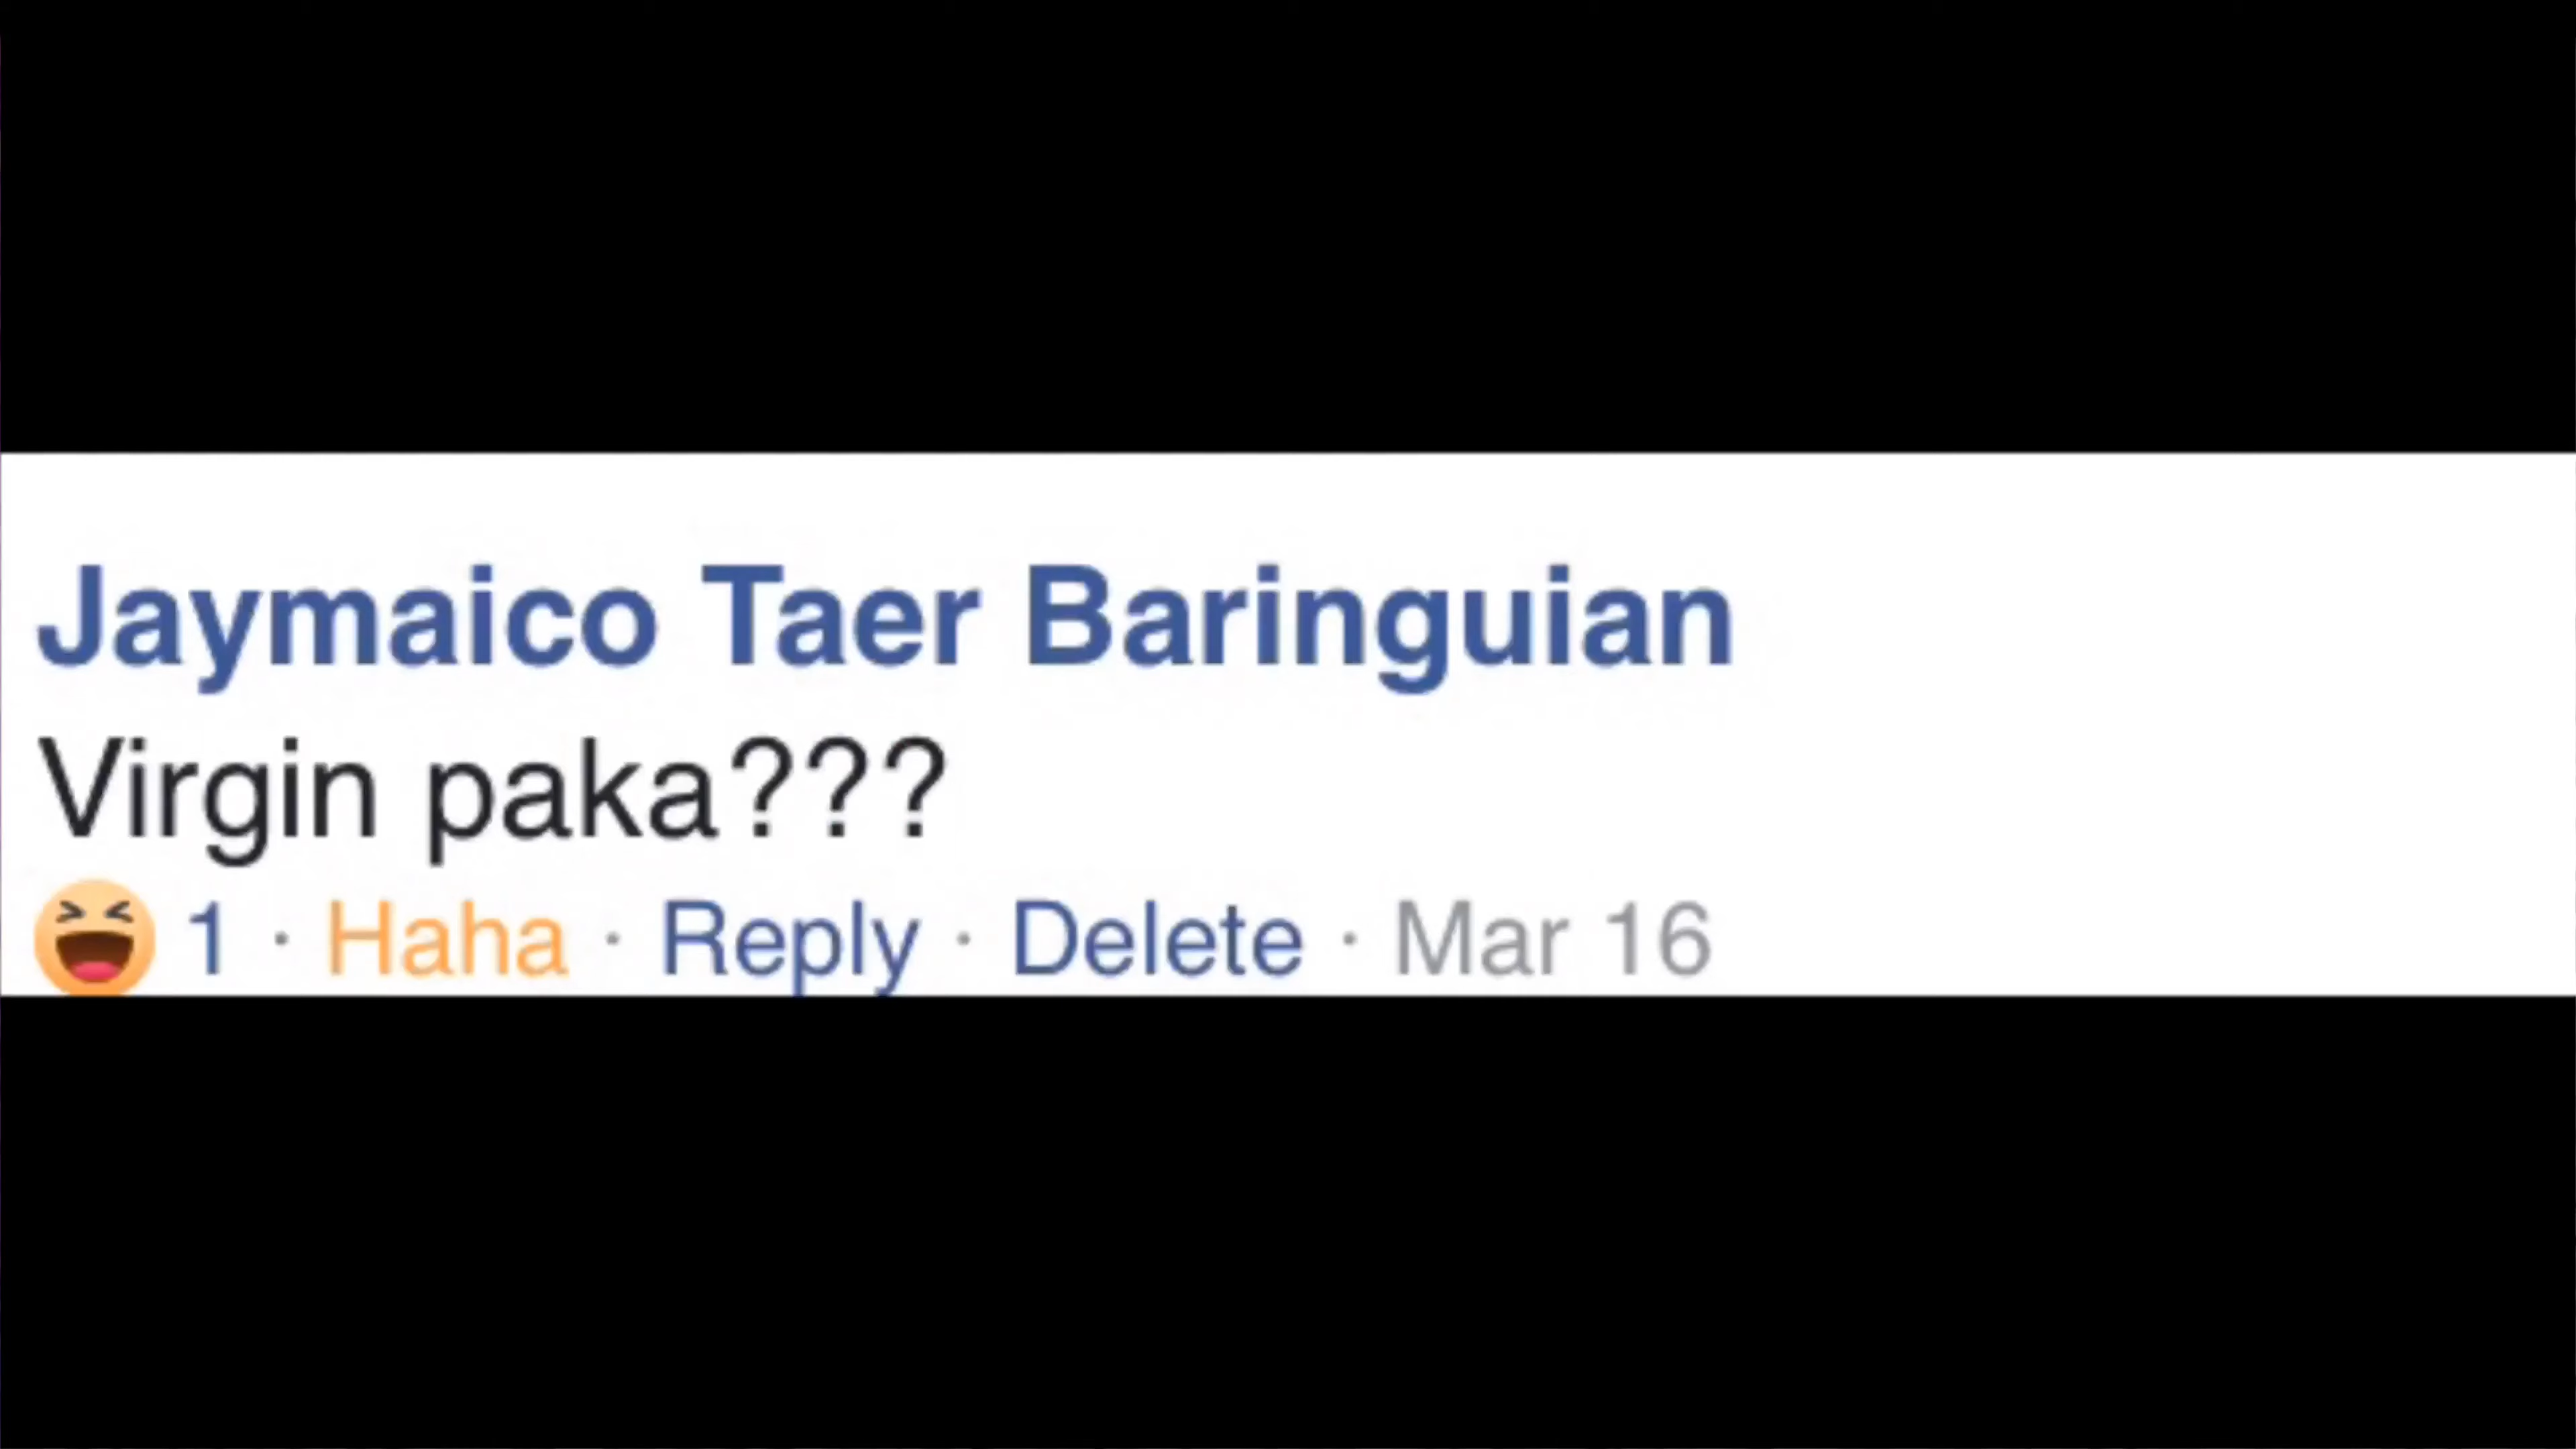 Jaymaico Taer Baringuian
Virgin paka???
1 · Haha · Reply · Delete · Mar 16